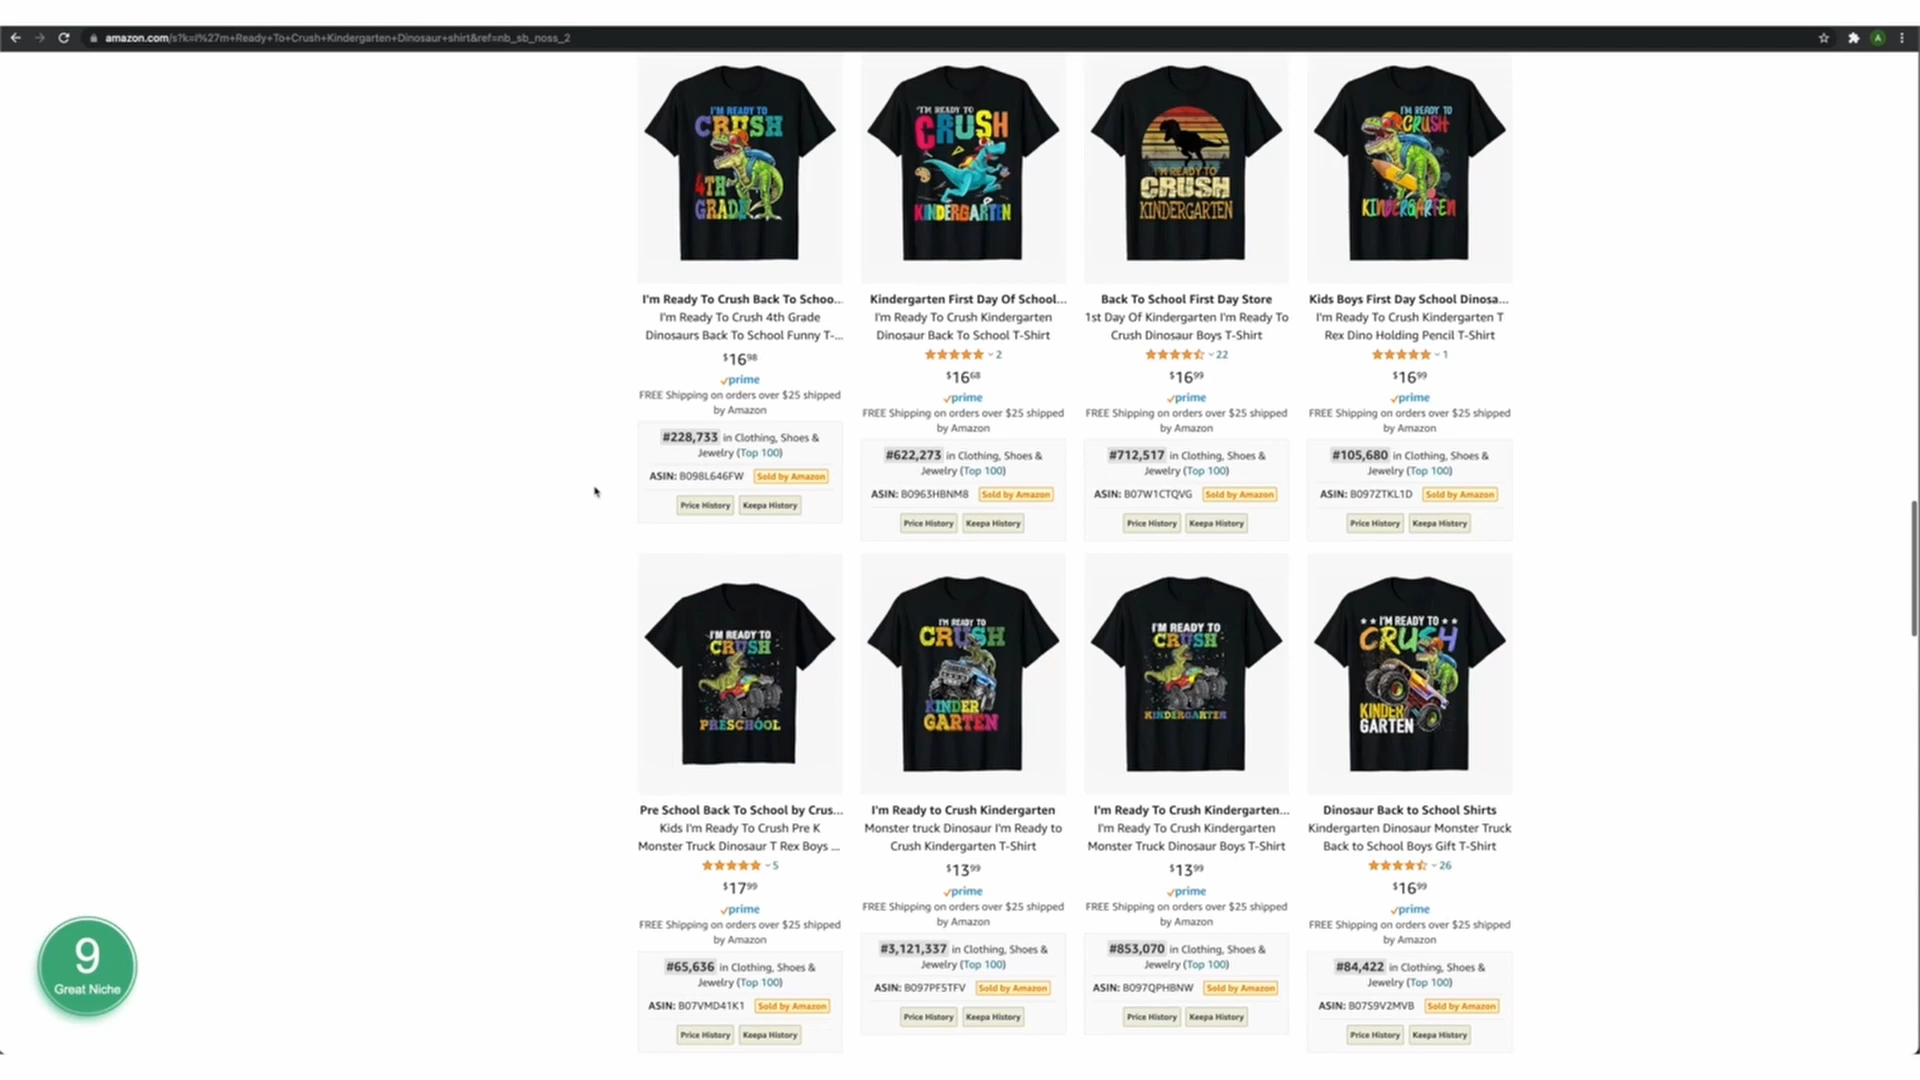 amazon.com/s?k=I%27m+Ready+To+Crush+Kindergarten+Dinosaur+shirt&ref=nb_sb_noss_2
A
I'M READY TO
CRUSH
4TH
GRADE
I'M READY TO
CRUSH
KINDERGARTEN
I'M READY TO
CRUSH
KINDERGARTEN
I'M READY TO
CRUSH
KINDERGARTEN
I'm Ready To Crush Back To Schoo...
I'm Ready To Crush 4th Grade
Dinosaurs Back To School Funny T-...
$16 98
prime
FREE Shipping on orders over $25 shipped
by Amazon
#228,733 in Clothing, Shoes &
Jewelry (Top 100)
ASIN: B098L646FW Sold by Amazon
Price History Keepa History
Kindergarten First Day Of School...
I'm Ready To Crush Kindergarten
Dinosaur Back To School T-Shirt
2
$16 68
prime
FREE Shipping on orders over $25 shipped
by Amazon
#622,273 in Clothing, Shoes &
Jewelry (Top 100)
ASIN: B0963HBNM8 Sold by Amazon
Price History Keepa History
Back To School First Day Store
1st Day Of Kindergarten I'm Ready To
Crush Dinosaur Boys T-Shirt
22
$16 99
prime
FREE Shipping on orders over $25 shipped
by Amazon
#712,517 in Clothing, Shoes &
Jewelry (Top 100)
ASIN: B07W1CTQVG Sold by Amazon
Price History Keepa History
Kids Boys First Day School Dinosa...
I'm Ready To Crush Kindergarten T
Rex Dino Holding Pencil T-Shirt
1
$16 99
prime
FREE Shipping on orders over $25 shipped
by Amazon
#105,680 in Clothing, Shoes &
Jewelry (Top 100)
ASIN: B097ZTKL1D Sold by Amazon
Price History Keepa History
I'M READY TO
CRUSH
PRESCHOOL
I'M READY TO
CRUSH
KINDER
GARTEN
I'M READY TO
CRUSH
KINDERGARTEN
I'M READY TO
CRUSH
KINDER
GARTEN
Pre School Back To School by Crus...
Kids I'm Ready To Crush Pre K
Monster Truck Dinosaur T Rex Boys ...
5
$17 99
prime
FREE Shipping on orders over $25 shipped
by Amazon
#65,636 in Clothing, Shoes &
Jewelry (Top 100)
ASIN: B07VMD41K1 Sold by Amazon
Price History Keepa History
I'm Ready to Crush Kindergarten
Monster truck Dinosaur I'm Ready to
Crush Kindergarten T-Shirt
$13 99
prime
FREE Shipping on orders over $25 shipped
by Amazon
#3,121,337 in Clothing, Shoes &
Jewelry (Top 100)
ASIN: B097PF5TFV Sold by Amazon
Price History Keepa History
I'm Ready To Crush Kindergarten...
I'm Ready To Crush Kindergarten
Monster Truck Dinosaur Boys T-Shirt
$13 99
prime
FREE Shipping on orders over $25 shipped
by Amazon
#853,070 in Clothing, Shoes &
Jewelry (Top 100)
ASIN: B097QPHBNW Sold by Amazon
Price History Keepa History
Dinosaur Back to School Shirts
Kindergarten Dinosaur Monster Truck
Back to School Boys Gift T-Shirt
26
$16 99
prime
FREE Shipping on orders over $25 shipped
by Amazon
#84,422 in Clothing, Shoes &
Jewelry (Top 100)
ASIN: B07S9V2MVB Sold by Amazon
Price History Keepa History
9
Great Niche